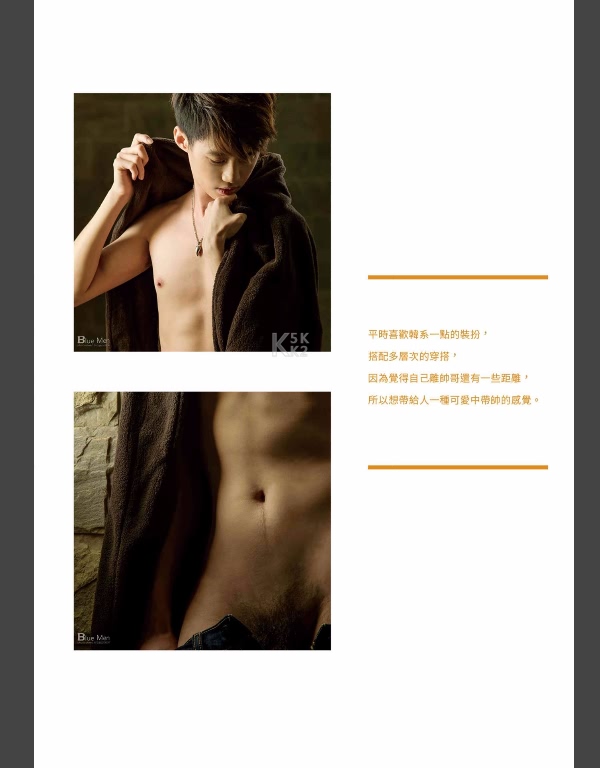 Blue Men
K5K
K2
平時喜歡韓系一點的裝扮，
搭配多層次的穿搭，
因為覺得自己離帥哥還有一些距離，
所以想帶給人一種可愛中帶帥的感覺。
Blue Men